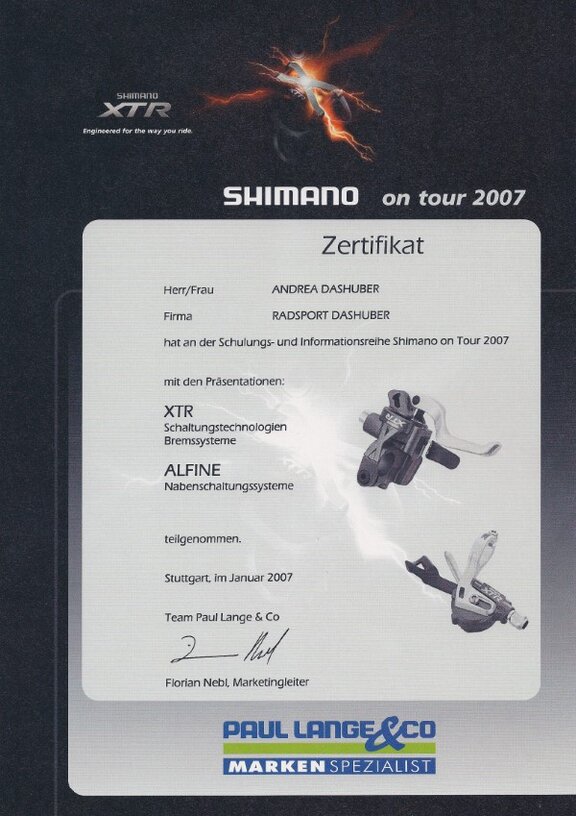 SHIMANO
XTR
Engineered for the way you ride.
SHIMANO on tour 2007
Zertifikat
Herr/Frau ANDREA DASHUBER
Firma RADSPORT DASHUBER
hat an der Schulungs- und Informationsreihe Shimano on Tour 2007
mit den Präsentationen:
XTR
Schaltungstechnologien
Bremssysteme
ALFINE
Nabenschaltungssysteme
teilgenommen.
Stuttgart, im Januar 2007
Team Paul Lange & Co
Florian Nebl, Marketingleiter
PAUL LANGE & CO
MARKENSPEZIALIST